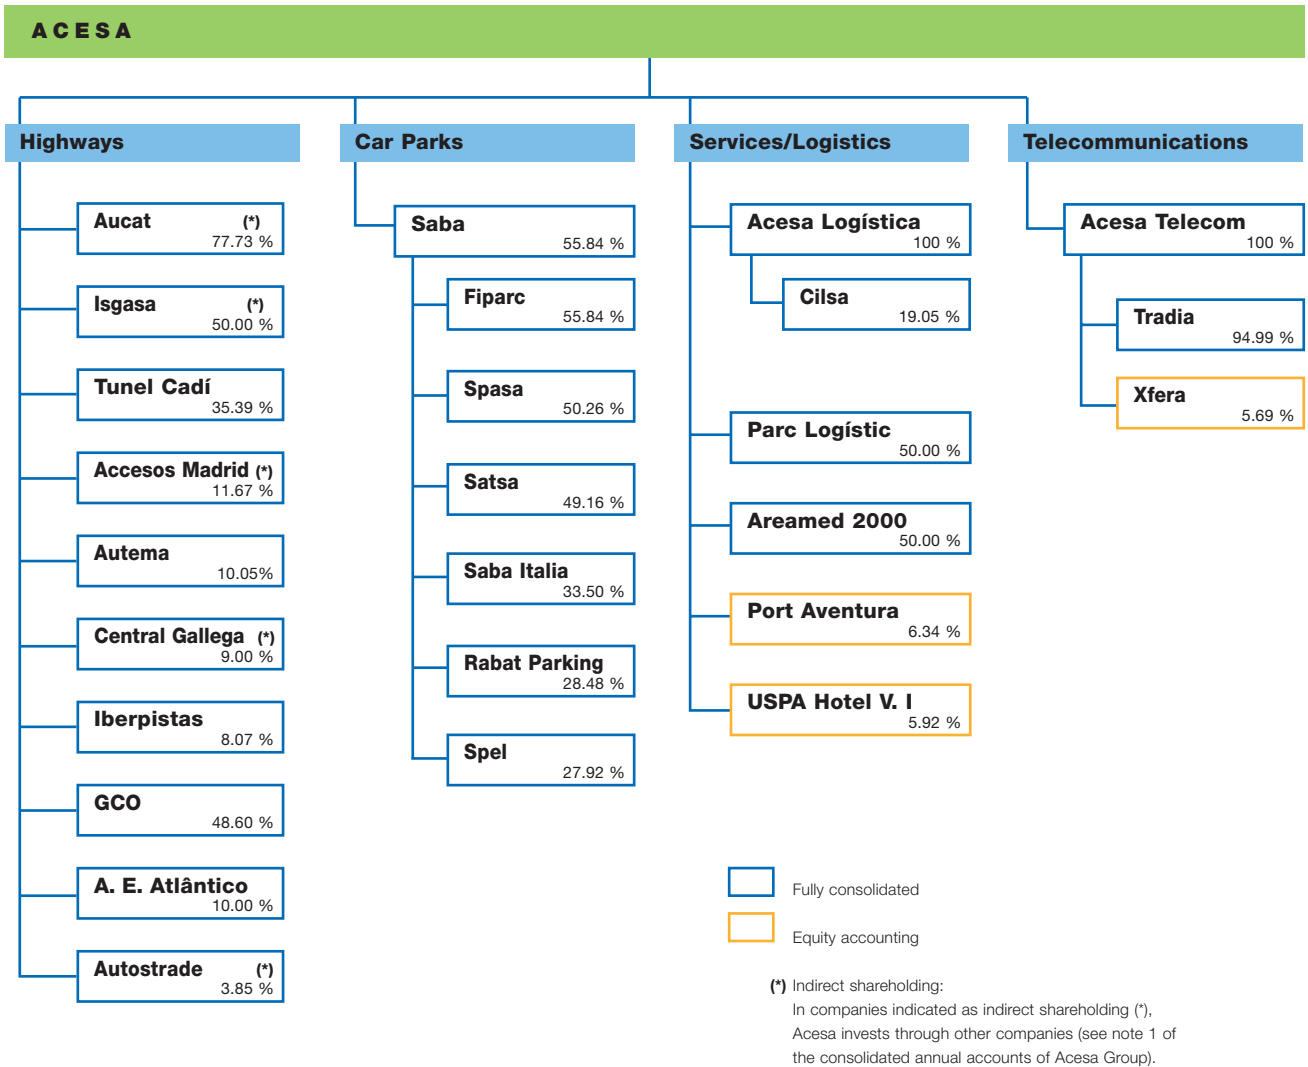 ACESA
Highways
Aucat (*)
77.73 %
Isgasa (*)
50.00 %
Tunel Cadí
35.39 %
Accesos Madrid (*)
11.67 %
Autema
10.05%
Central Gallega (*)
9.00 %
Iberpistas
8.07 %
GCO
48.60 %
A. E. Atlântico
10.00 %
Autostrade (*)
3.85 %
Car Parks
Saba
55.84 %
Fiparc
55.84 %
Spasa
50.26 %
Satsa
49.16 %
Saba Italia
33.50 %
Rabat Parking
28.48 %
Spel
27.92 %
Services/Logistics
Acesa Logística
100 %
Cilsa
19.05 %
Parc Logístic
50.00 %
Areamed 2000
50.00 %
Port Aventura
6.34 %
USPA Hotel V. I
5.92 %
Telecommunications
Acesa Telecom
100 %
Tradia
94.99 %
Xfera
5.69 %
Fully consolidated
Equity accounting
(*) Indirect shareholding:
In companies indicated as indirect shareholding (*),
Acesa invests through other companies (see note 1 of
the consolidated annual accounts of Acesa Group).